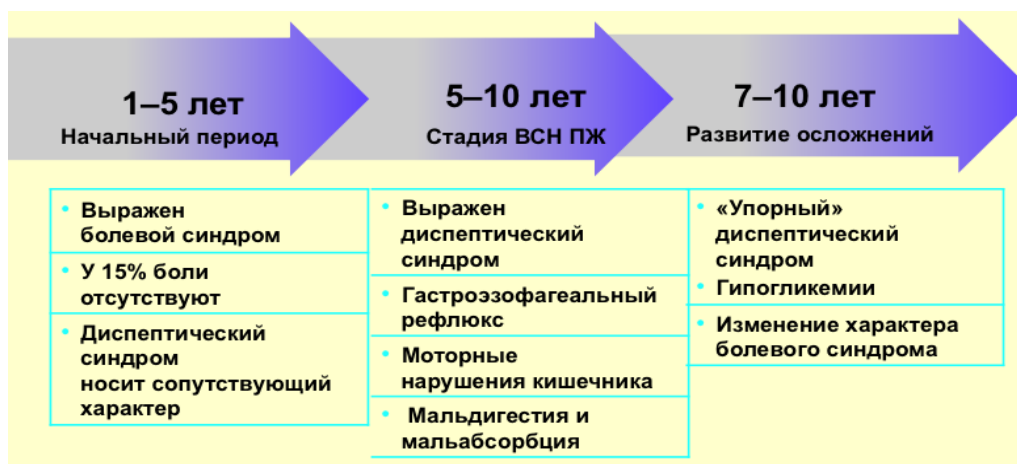 1–5 лет
Начальный период
5–10 лет
Стадия ВСН ПЖ
7–10 лет
Развитие осложнений
• Выражен
болевой синдром
• У 15% боли
отсутствуют
• Диспептический
синдром
носит сопутствующий
характер
• Выражен
диспептический
синдром
• Гастроэзофагеальный
рефлюкс
• Моторные
нарушения кишечника
• Мальдигестия и
мальабсорбция
• «Упорный»
диспептический
синдром
• Гипогликемии
• Изменение характера
болевого синдрома